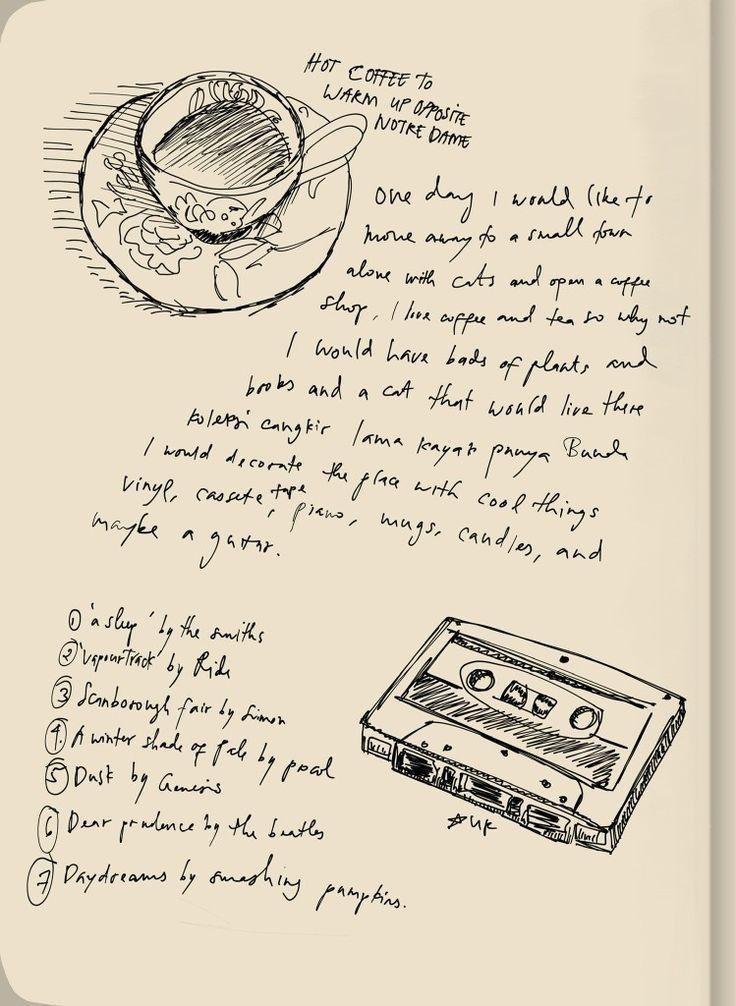 HOT COFFEE TO
WARM UP OPPOSITE
NOTRE DAME
One day I would like to
move away to a small town
alone with cats and open a coffee
shop, I love coffee and tea so why not
I would have bads of plants and
books and a cat that would live there
koleksi cangkir lama kayak punya Bunda
I would decorate the place with cool things
vinyl, cassete tape, piano, mugs, candles, and
maybe a guitar.
① 'asleep' by the smiths
② 'Vapour Track' by Ride
③ Scarborough fair by Simon
④ A winter shade of pale by procol
⑤ Dusk by Genesis
⑥ Dear prudence by the beatles
⑦ Daydreams by smashing pumpkins.